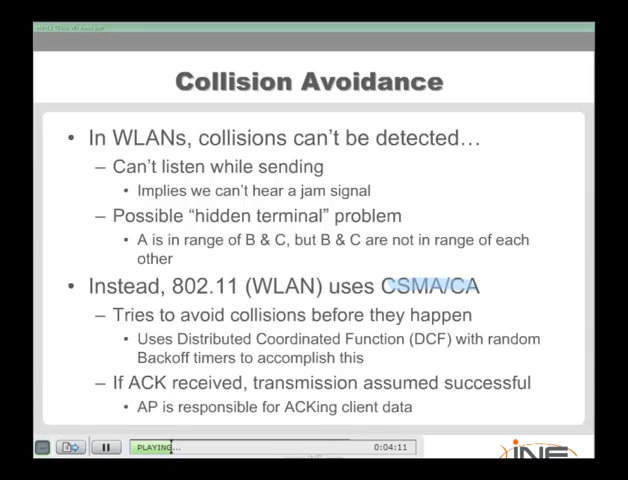 Collision Avoidance
• In WLANs, collisions can't be detected…
– Can't listen while sending
• Implies we can't hear a jam signal
– Possible “hidden terminal” problem
• A is in range of B & C, but B & C are not in range of each
other
• Instead, 802.11 (WLAN) uses CSMA/CA
– Tries to avoid collisions before they happen
• Uses Distributed Coordinated Function (DCF) with random
Backoff timers to accomplish this
– If ACK received, transmission assumed successful
• AP is responsible for ACKing client data
PLAYING...
0:04:11
iNE